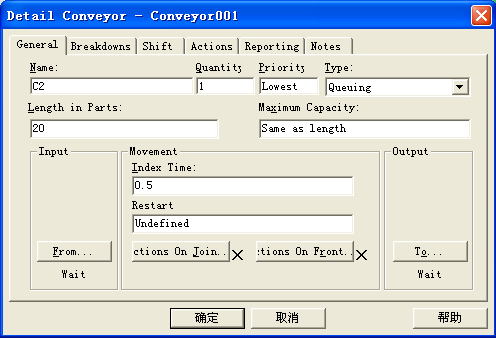 Detail Conveyor - Conveyor001
General Breakdowns Shift Actions Reporting Notes
Name: Quantity Priority Type:
C2 1 Lowest Queuing
Length in Parts: Maximum Capacity:
20 Same as length
Input Movement Output
Index Time:
0.5
Restart
Undefined
From... ctions On Join.. ctions On Front.. To...
Wait Wait
确定 取消 帮助